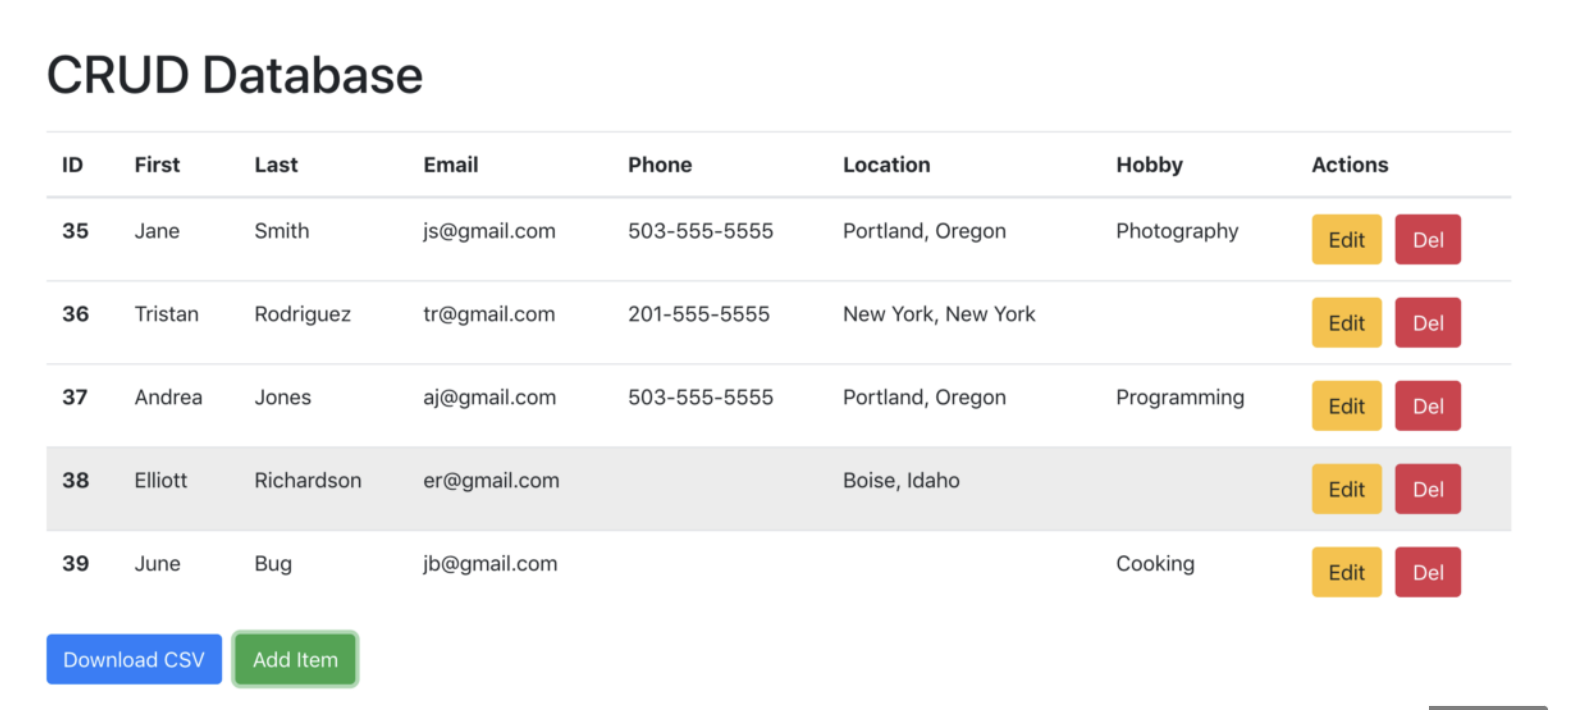 CRUD Database
ID First Last Email Phone Location Hobby Actions
35 Jane Smith js@gmail.com 503-555-5555 Portland, Oregon Photography Edit Del
36 Tristan Rodriguez tr@gmail.com 201-555-5555 New York, New York Edit Del
37 Andrea Jones aj@gmail.com 503-555-5555 Portland, Oregon Programming Edit Del
38 Elliott Richardson er@gmail.com Boise, Idaho Edit Del
39 June Bug jb@gmail.com Cooking Edit Del
Download CSV Add Item